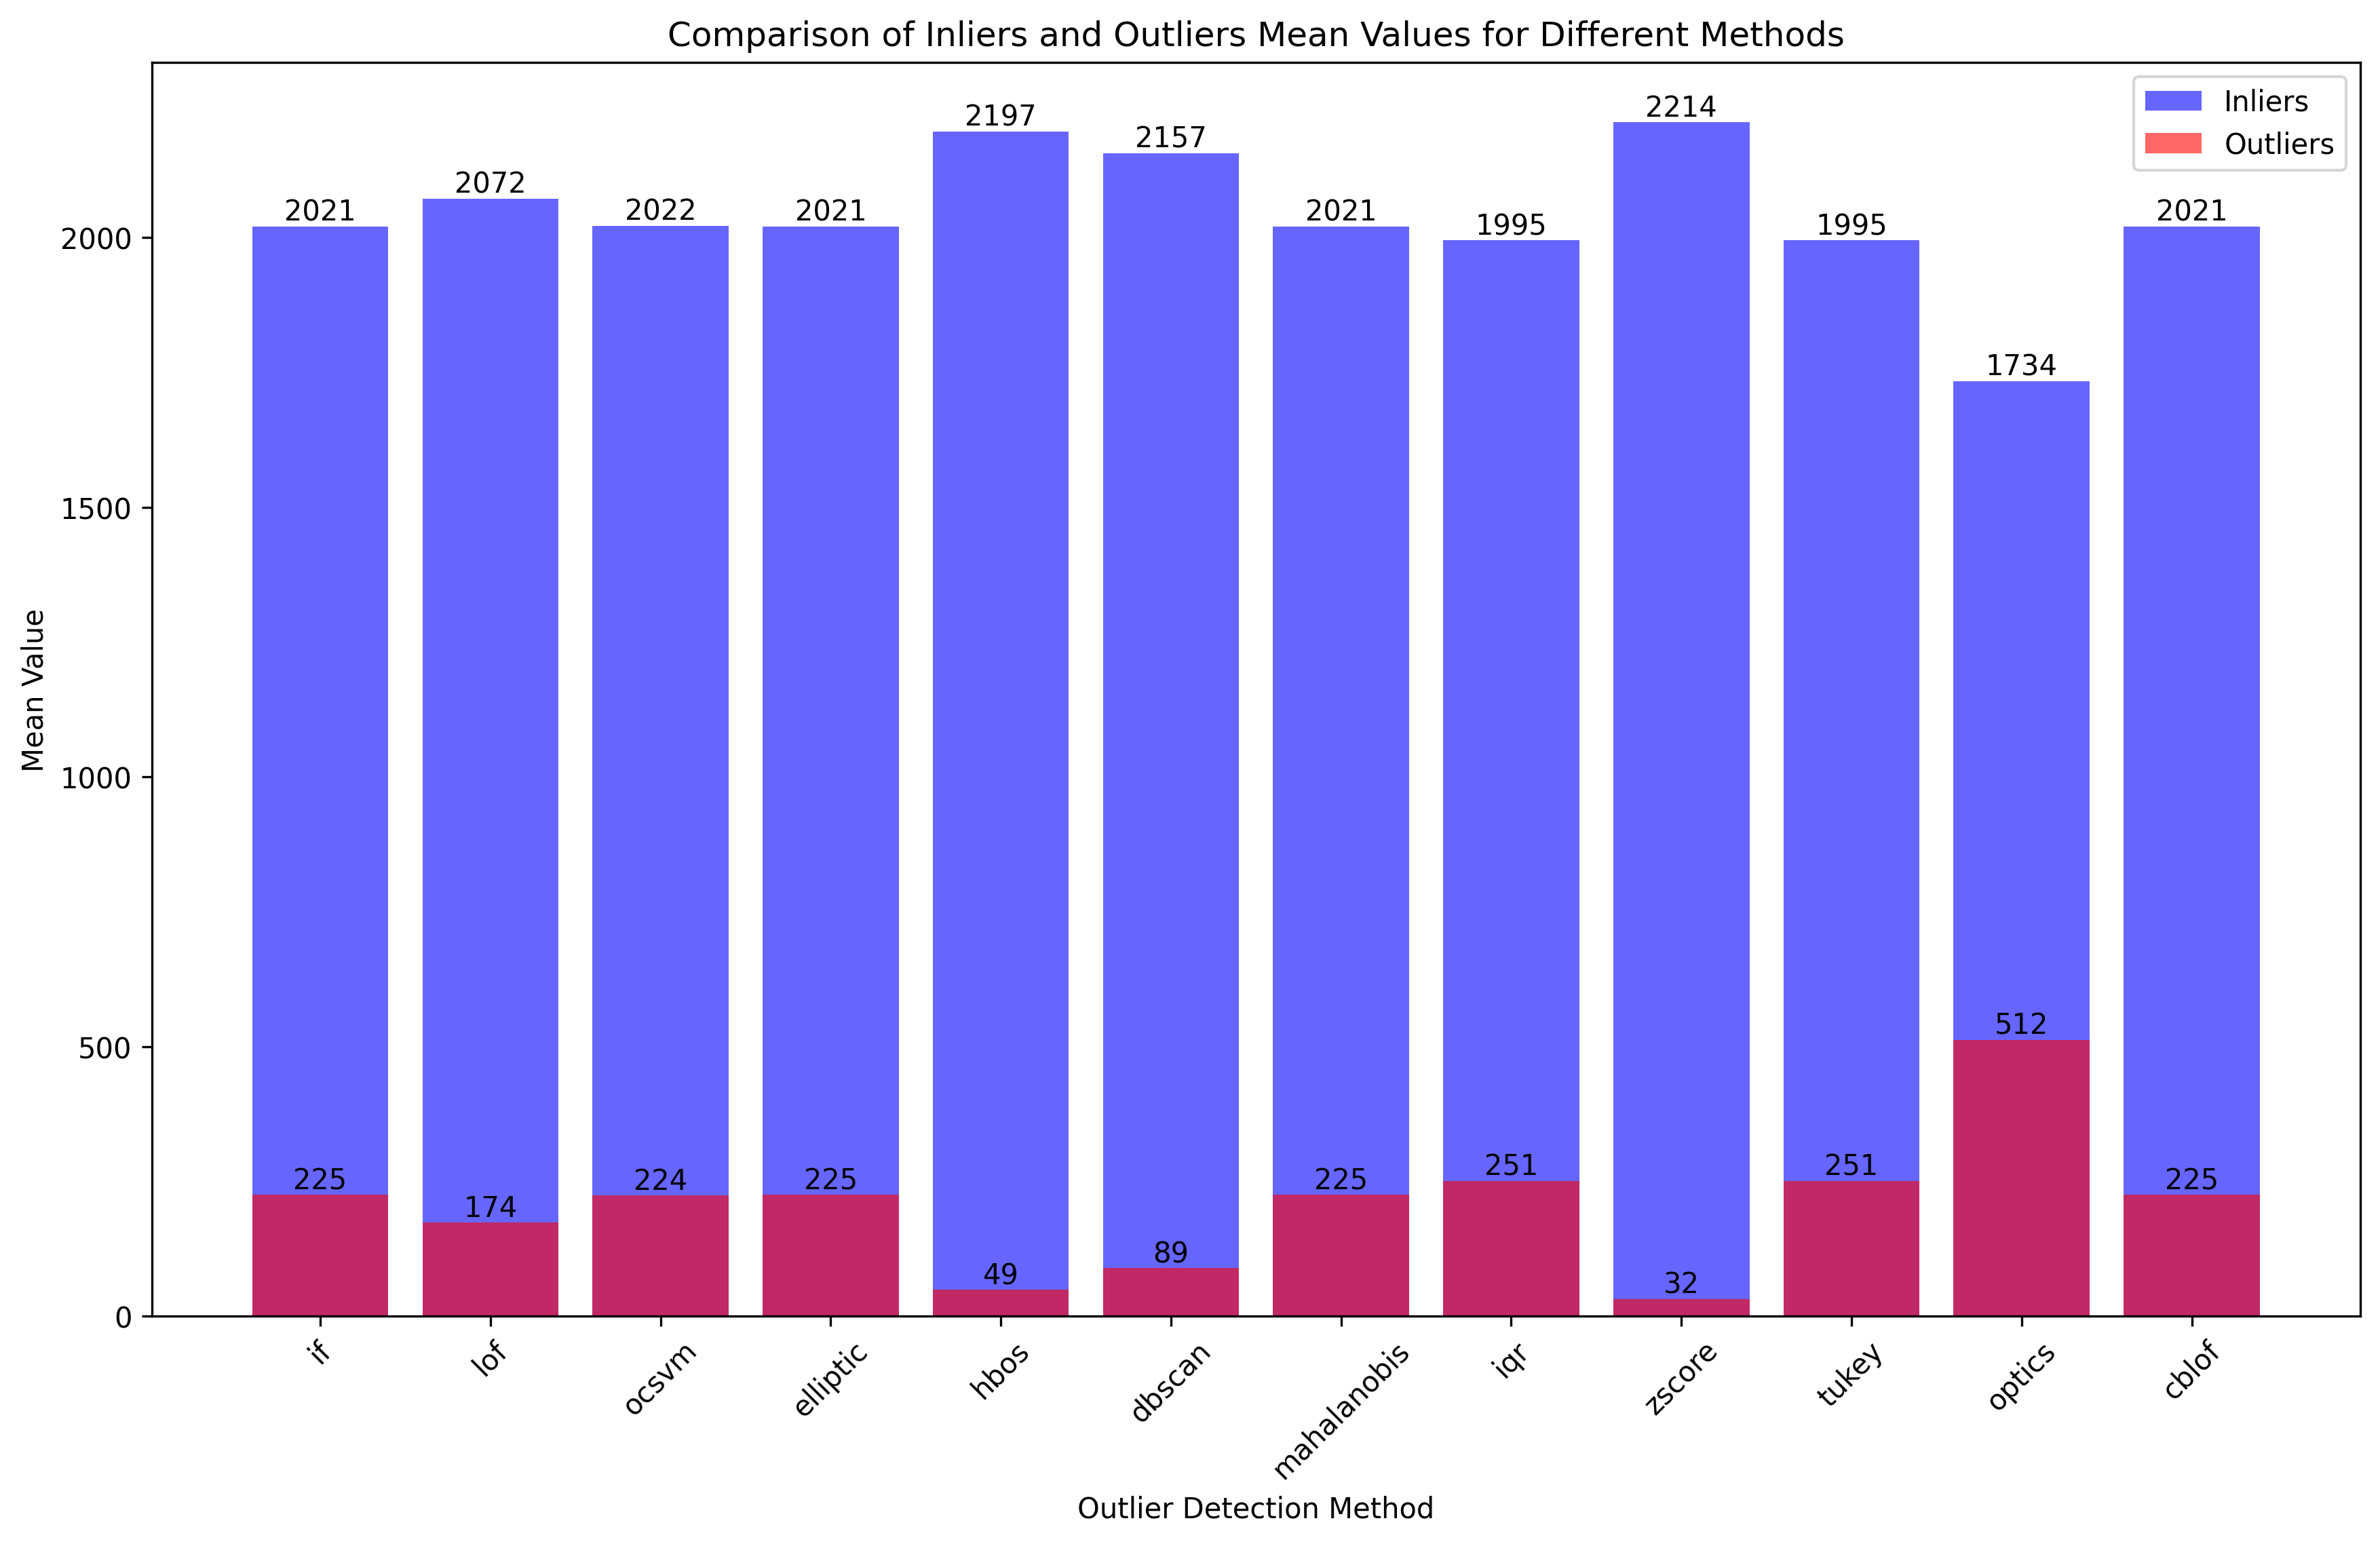 Comparison of Inliers and Outliers Mean Values for Different Methods
Inliers
Outliers
Mean Value
2000
1500
1000
500
0
2021
2072
2022
2021
2197
2157
2021
1995
2214
1995
1734
2021
225
174
224
225
49
89
225
251
32
251
512
225
if
lof
ocsvm
elliptic
hbos
dbscan
mahalanobis
iqr
zscore
tukey
optics
cblof
Outlier Detection Method